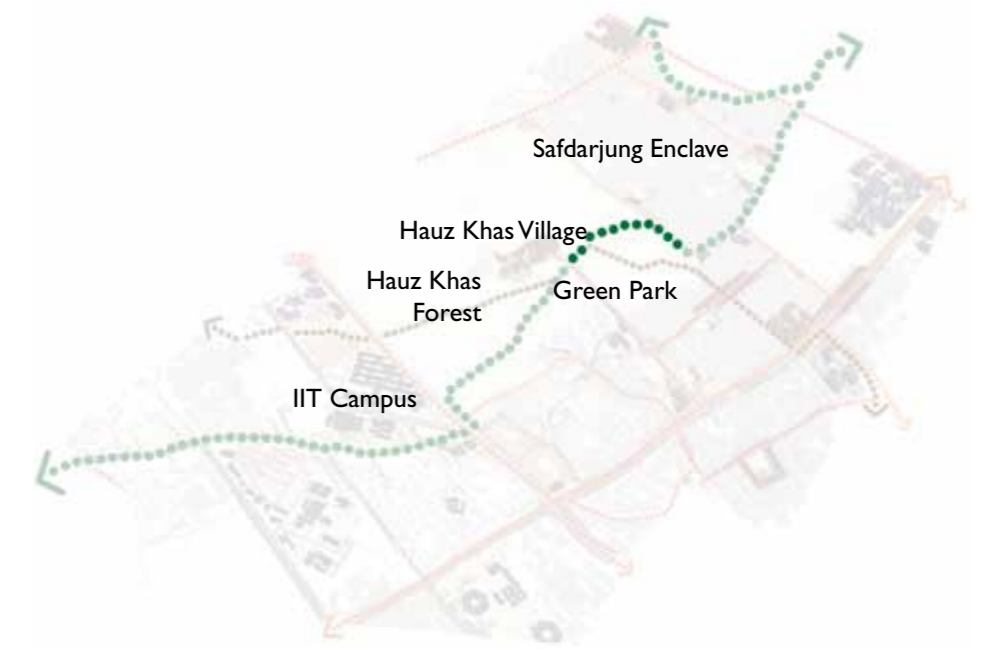 Safdarjung Enclave
Hauz Khas Village
Hauz Khas
Forest
Green Park
IIT Campus